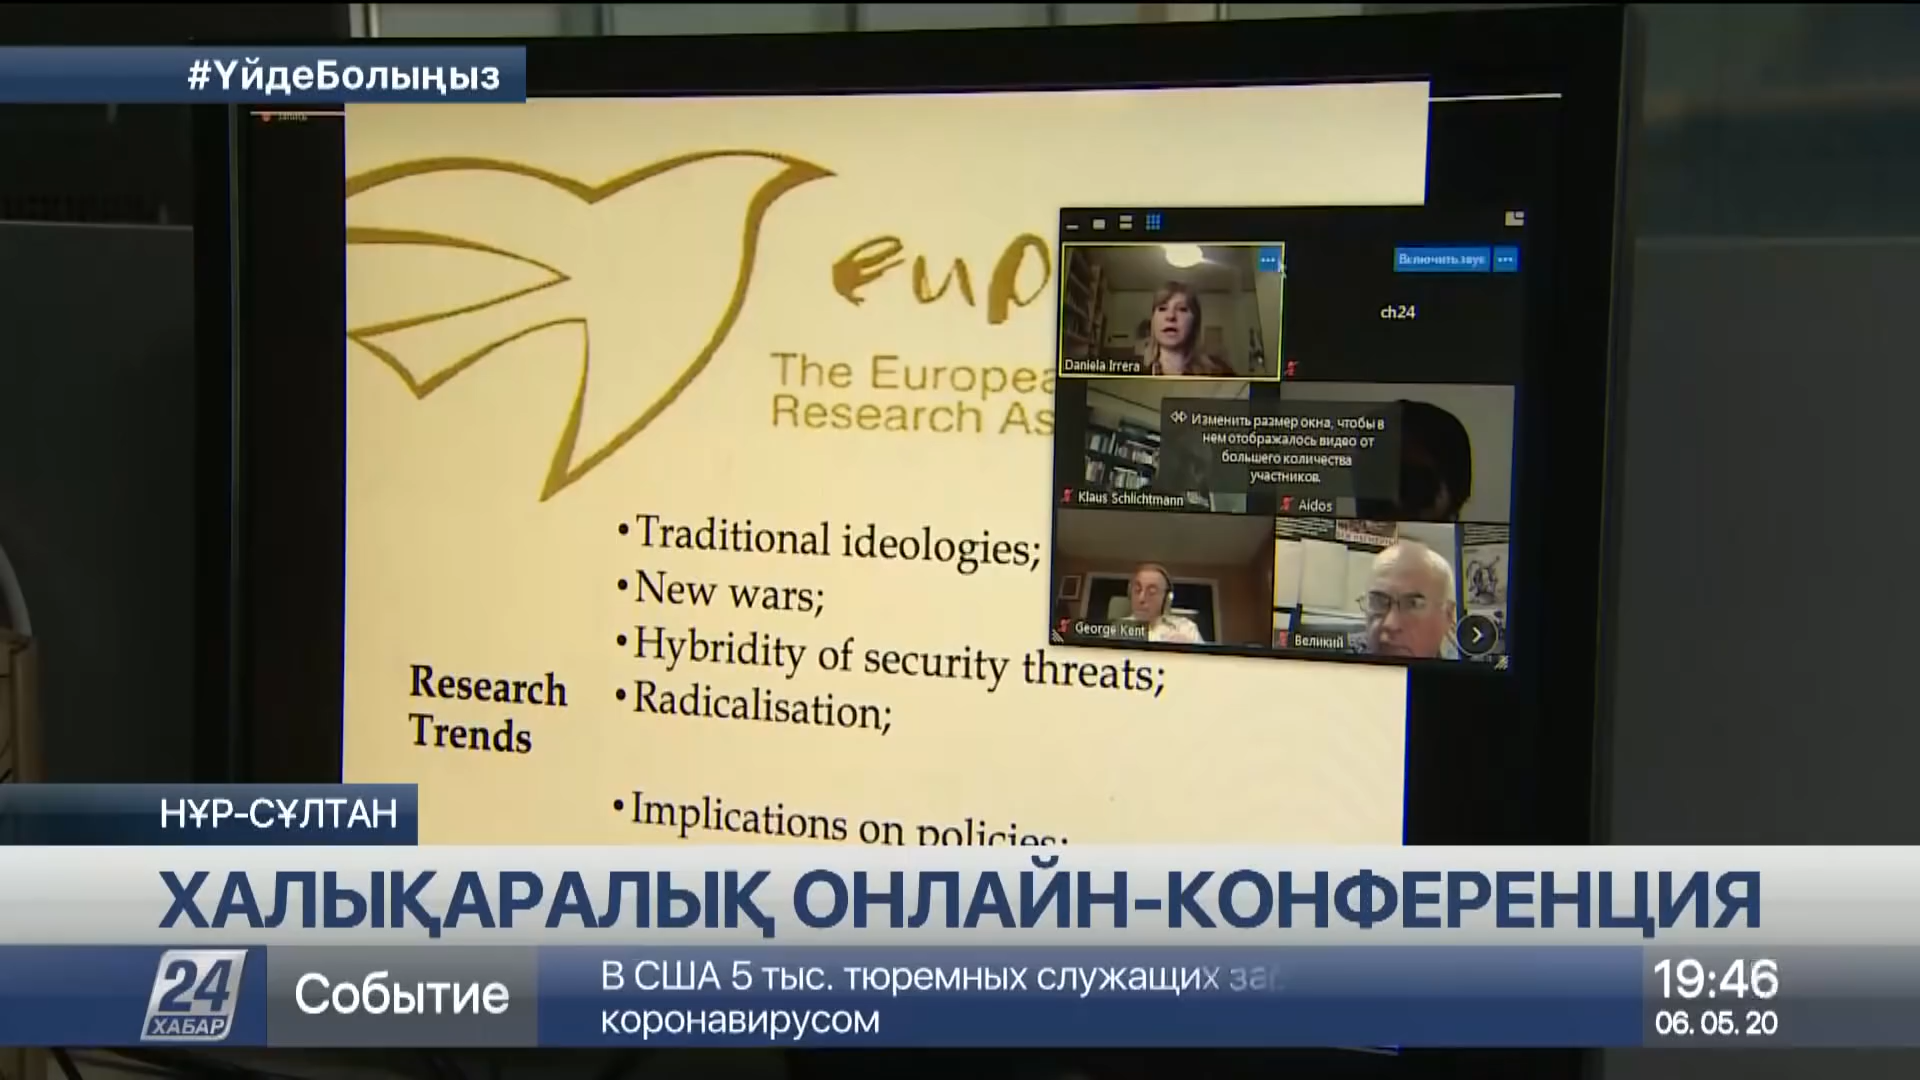 #ҮйдеБолыңыз
запись
eup
The Europea
Research As
•Traditional ideologies;
•New wars;
•Hybridity of security threats;
•Radicalisation;
Research
Trends
•Implications on policies;
Включить звук
ch24
Daniela Irrera
Изменить размер окна, чтобы в
нем отображалось видео от
большего количества
участников.
Klaus Schlichtmann
Aidos
George Kent
Великий
НҰР-СҰЛТАН
ХАЛЫҚАРАЛЫҚ ОНЛАЙН-КОНФЕРЕНЦИЯ
24
ХАБАР
Событие
В США 5 тыс. тюремных служащих
коронавирусом
19:46
06.05.20